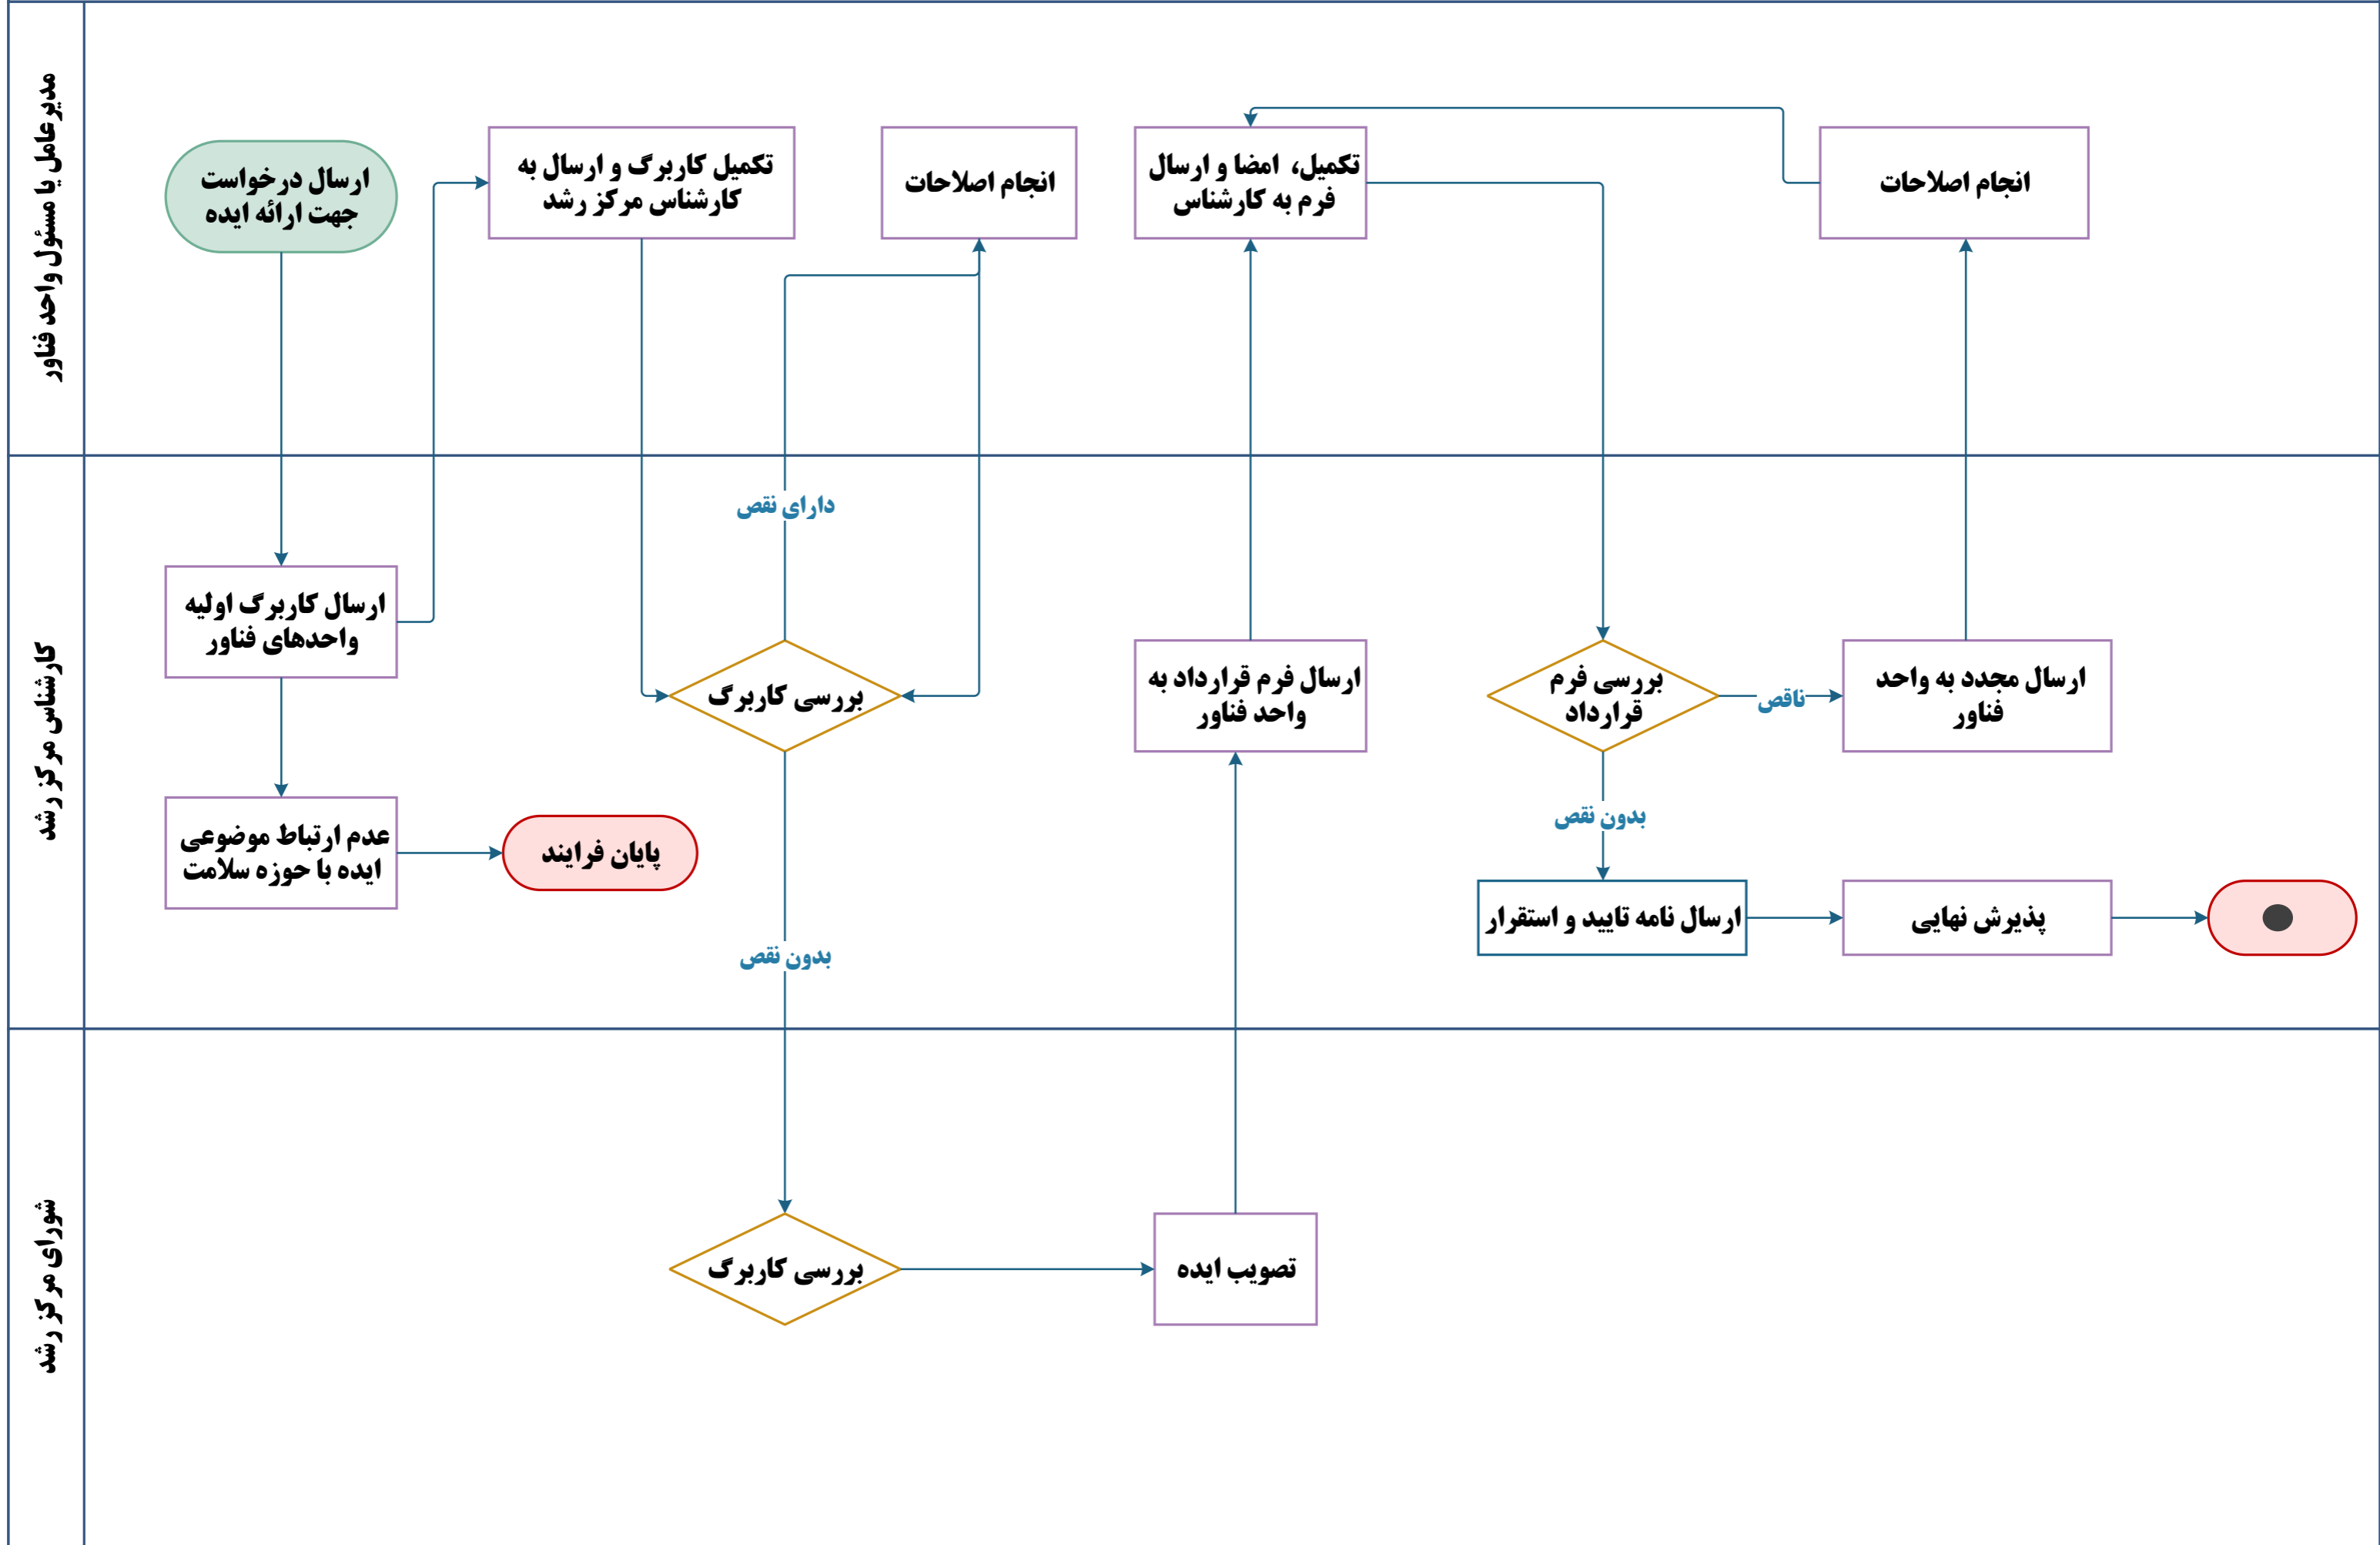 مدیرعامل یا مسئول واحد فناور
ارسال درخواست
جهت ارائه ایده
تکمیل کاربرگ و ارسال به
کارشناس مرکز رشد
انجام اصلاحات
تکمیل، امضا و ارسال
فرم به کارشناس
انجام اصلاحات
کارشناس مرکز رشد
دارای نقص
ارسال کاربرگ اولیه
واحدهای فناور
بررسی کاربرگ
ارسال فرم قرارداد به
واحد فناور
بررسی فرم
قرارداد
ناقص
ارسال مجدد به واحد
فناور
عدم ارتباط موضوعی
ایده با حوزه سلامت
پایان فرایند
بدون نقص
ارسال نامه تایید و استقرار
پذیرش نهایی
بدون نقص
شورای مرکز رشد
بررسی کاربرگ
تصویب ایده